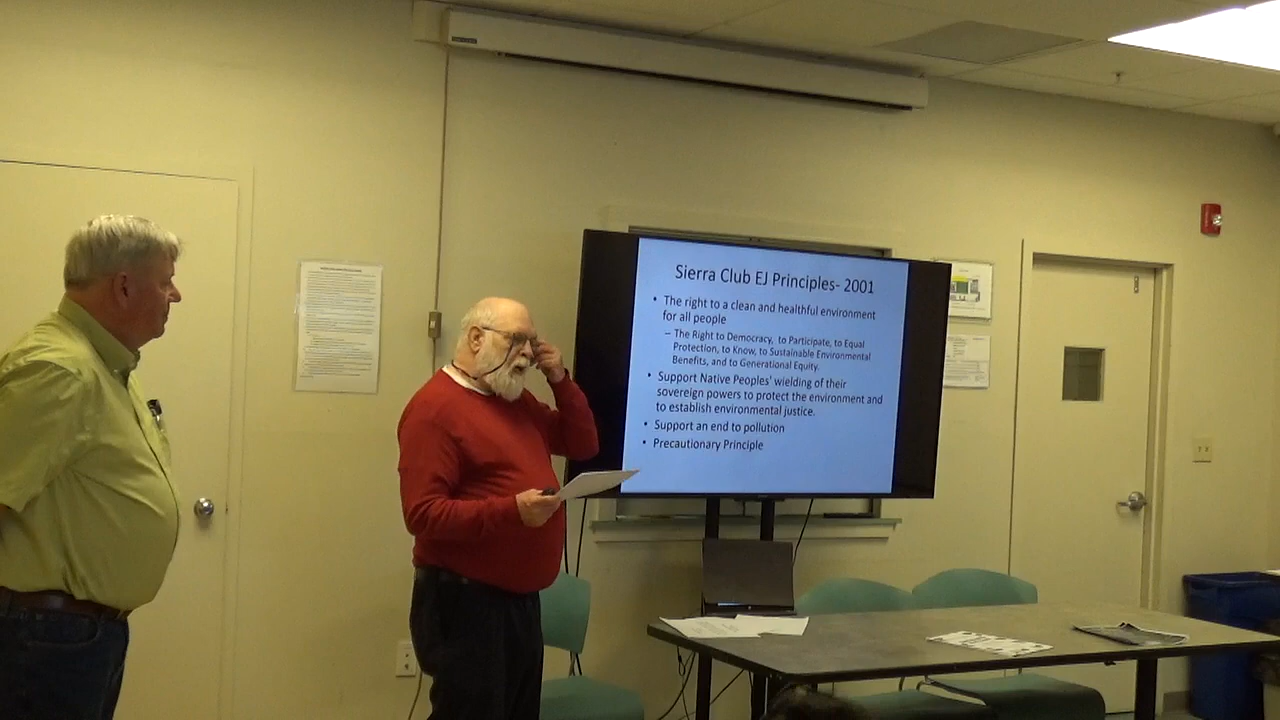 Sierra Club EJ Principles- 2001
• The right to a clean and healthful environment
for all people
– The Right to Democracy, to Participate, to Equal
Protection, to Know, to Sustainable Environmental
Benefits, and to Generational Equity.
• Support Native Peoples' wielding of their
sovereign powers to protect the environment and
to establish environmental justice.
• Support an end to pollution
• Precautionary Principle